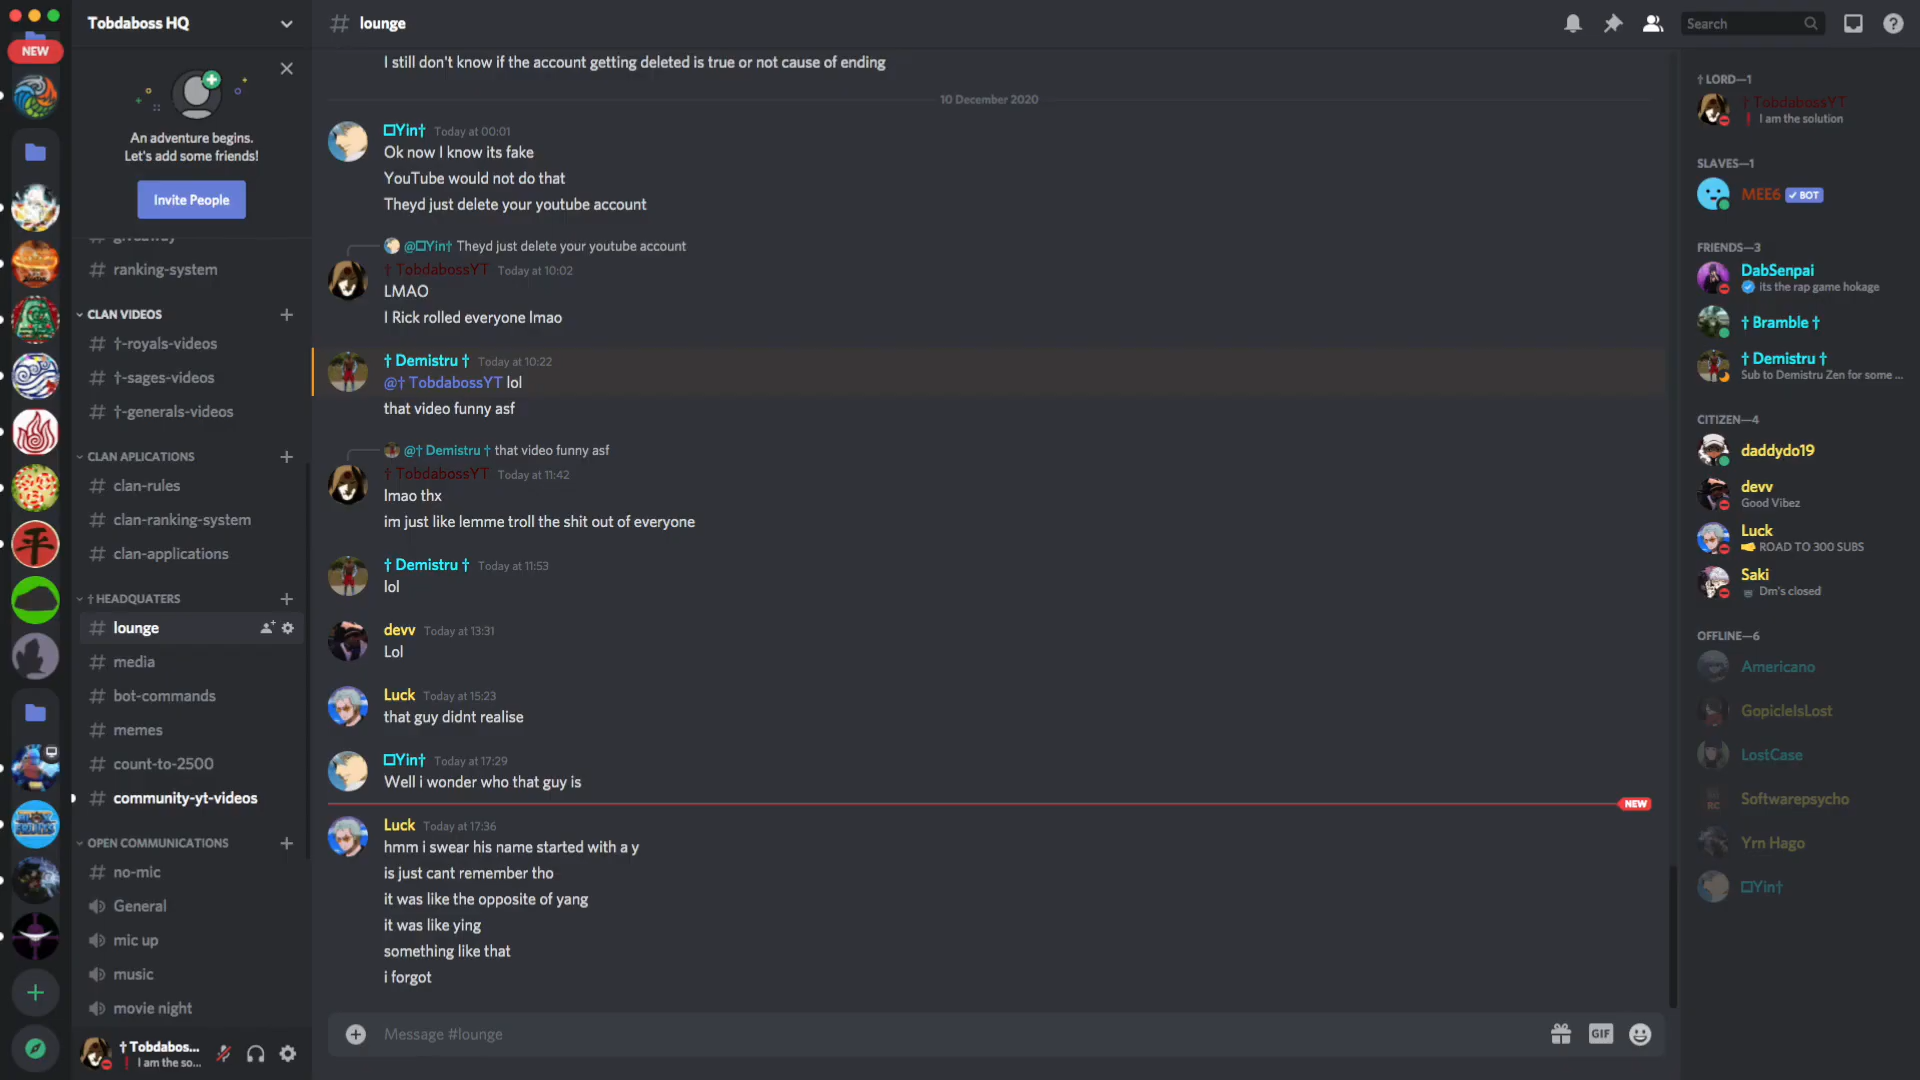 Tobdaboss HQ
NEW
An adventure begins.
Let's add some friends!
Invite People
giveaway
ranking-system
CLAN VIDEOS
†-royals-videos
†-sages-videos
†-generals-videos
CLAN APLICATIONS
clan-rules
clan-ranking-system
clan-applications
† HEADQUATERS
lounge
media
bot-commands
memes
count-to-2500
community-yt-videos
OPEN COMMUNICATIONS
no-mic
General
mic up
music
movie night
† Tobdabos...
I am the so...
lounge
Search
I still don't know if the account getting deleted is true or not cause of ending
10 December 2020
□Yin† Today at 00:01
Ok now I know its fake
YouTube would not do that
Theyd just delete your youtube account
@□Yin† Theyd just delete your youtube account
† TobdabossYT Today at 10:02
LMAO
I Rick rolled everyone lmao
† Demistru † Today at 10:22
@† TobdabossYT lol
that video funny asf
@† Demistru † that video funny asf
† TobdabossYT Today at 11:42
lmao thx
im just like lemme troll the shit out of everyone
† Demistru † Today at 11:53
lol
devv Today at 13:31
Lol
Luck Today at 15:23
that guy didnt realise
□Yin† Today at 17:29
Well i wonder who that guy is
NEW
Luck Today at 17:36
hmm i swear his name started with a y
is just cant remember tho
it was like the opposite of yang
it was like ying
something like that
i forgot
Message #lounge
GIF
† LORD—1
† TobdabossYT
I am the solution
SLAVES—1
MEE6 BOT
FRIENDS—3
DabSenpai
its the rap game hokage
† Bramble †
† Demistru †
Sub to Demistru Zen for some ...
CITIZEN—4
daddydo19
devv
Good Vibez
Luck
ROAD TO 300 SUBS
Saki
Dm's closed
OFFLINE—6
Americano
GopicleIsLost
LostCase
RC
Softwarepsycho
Yrn Hago
□Yin†